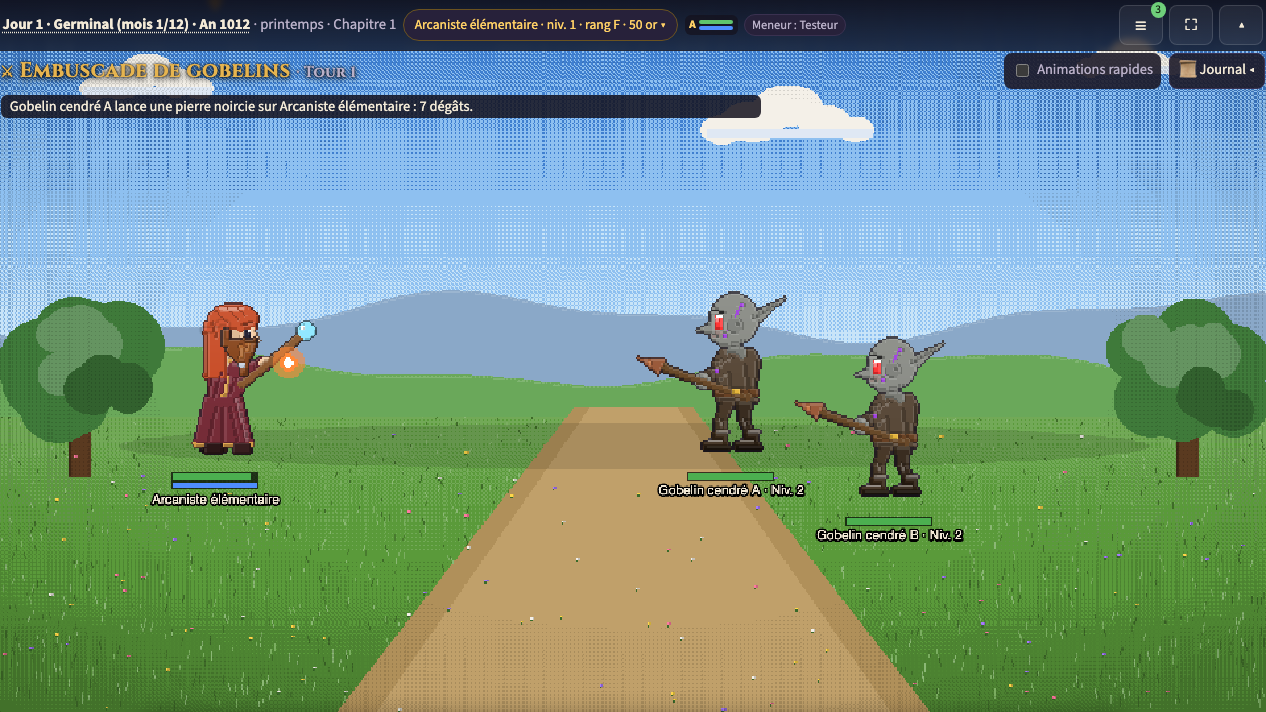 Jour 1 · Germinal (mois 1/12) · An 1012 · printemps · Chapitre 1
Arcaniste élémentaire · niv. 1 · rang F · 50 or ▾
A
Meneur : Testeur
3
⚔ Embuscade de gobelins · Tour 1
Animations rapides
Journal ◂
Gobelin cendré A lance une pierre noircie sur Arcaniste élémentaire : 7 dégâts.
Arcaniste élémentaire
Gobelin cendré A · Niv. 2
Gobelin cendré B · Niv. 2